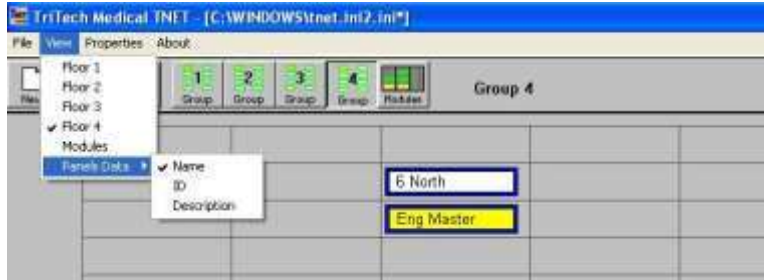 TriTech Medical TNET - [C:\WINDOWS\tnet.ini2.ini*]
File View Properties About
Floor 1
Floor 2
Floor 3
Floor 4
Modules
Panels Data
Name
ID
Description
New
1
Group
2
Group
3
Group
4
Group
Modules
Group 4
6 North
Eng Master